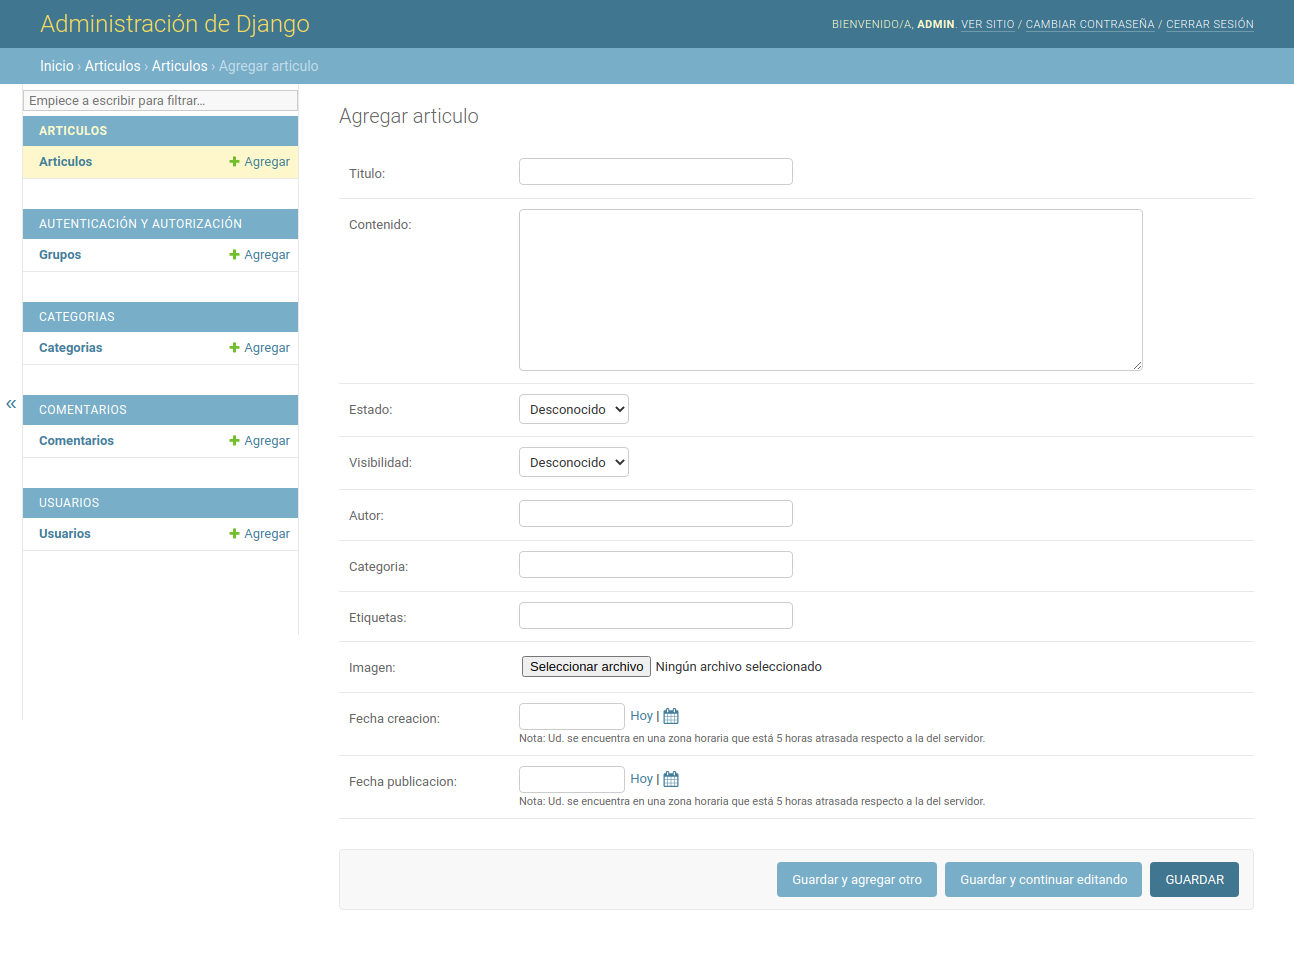 Administración de Django
BIENVENIDO/A, ADMIN. VER SITIO / CAMBIAR CONTRASEÑA / CERRAR SESIÓN
Inicio › Articulos › Articulos › Agregar articulo
Empiece a escribir para filtrar...
ARTICULOS
Articulos Agregar
AUTENTICACIÓN Y AUTORIZACIÓN
Grupos Agregar
CATEGORIAS
Categorias Agregar
«
COMENTARIOS
Comentarios Agregar
USUARIOS
Usuarios Agregar
Agregar articulo
Titulo:
Contenido:
Estado: Desconocido
Visibilidad: Desconocido
Autor:
Categoria:
Etiquetas:
Imagen: Seleccionar archivo Ningún archivo seleccionado
Fecha creacion: Hoy |
Nota: Ud. se encuentra en una zona horaria que está 5 horas atrasada respecto a la del servidor.
Fecha publicacion: Hoy |
Nota: Ud. se encuentra en una zona horaria que está 5 horas atrasada respecto a la del servidor.
Guardar y agregar otro Guardar y continuar editando GUARDAR